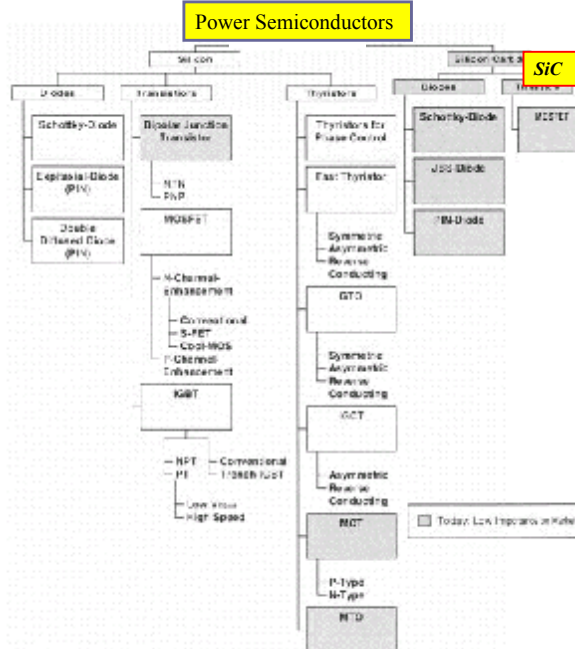 Power Semiconductors
Silicon
Silicon Carbide
SiC
Diodes
Transistors
Thyristors
Diodes
Schottky-Diode
Bipolar Junction
Transistor
Thyristors for
Phase Control
Schottky-Diode
MOSFET
Epitaxial-Diode
(PIN)
NPN
PNP
Fast Thyristor
JBS-Diode
Double
Diffused Diode
(PIN)
MOSFET
Symmetric
Asymmetric
Reverse
Conducting
PIN-Diode
N-Channel-
Enhancement
Conventional
S-FET
Cool-MOS
P-Channel-
Enhancement
GTO
Symmetric
Asymmetric
Reverse
Conducting
IGBT
IGCT
NPT
PT
Conventional
Trench IGBT
Asymmetric
Reverse
Conducting
High Speed
MCT
Today: Low Importance on
P-Type
N-Type
MTO